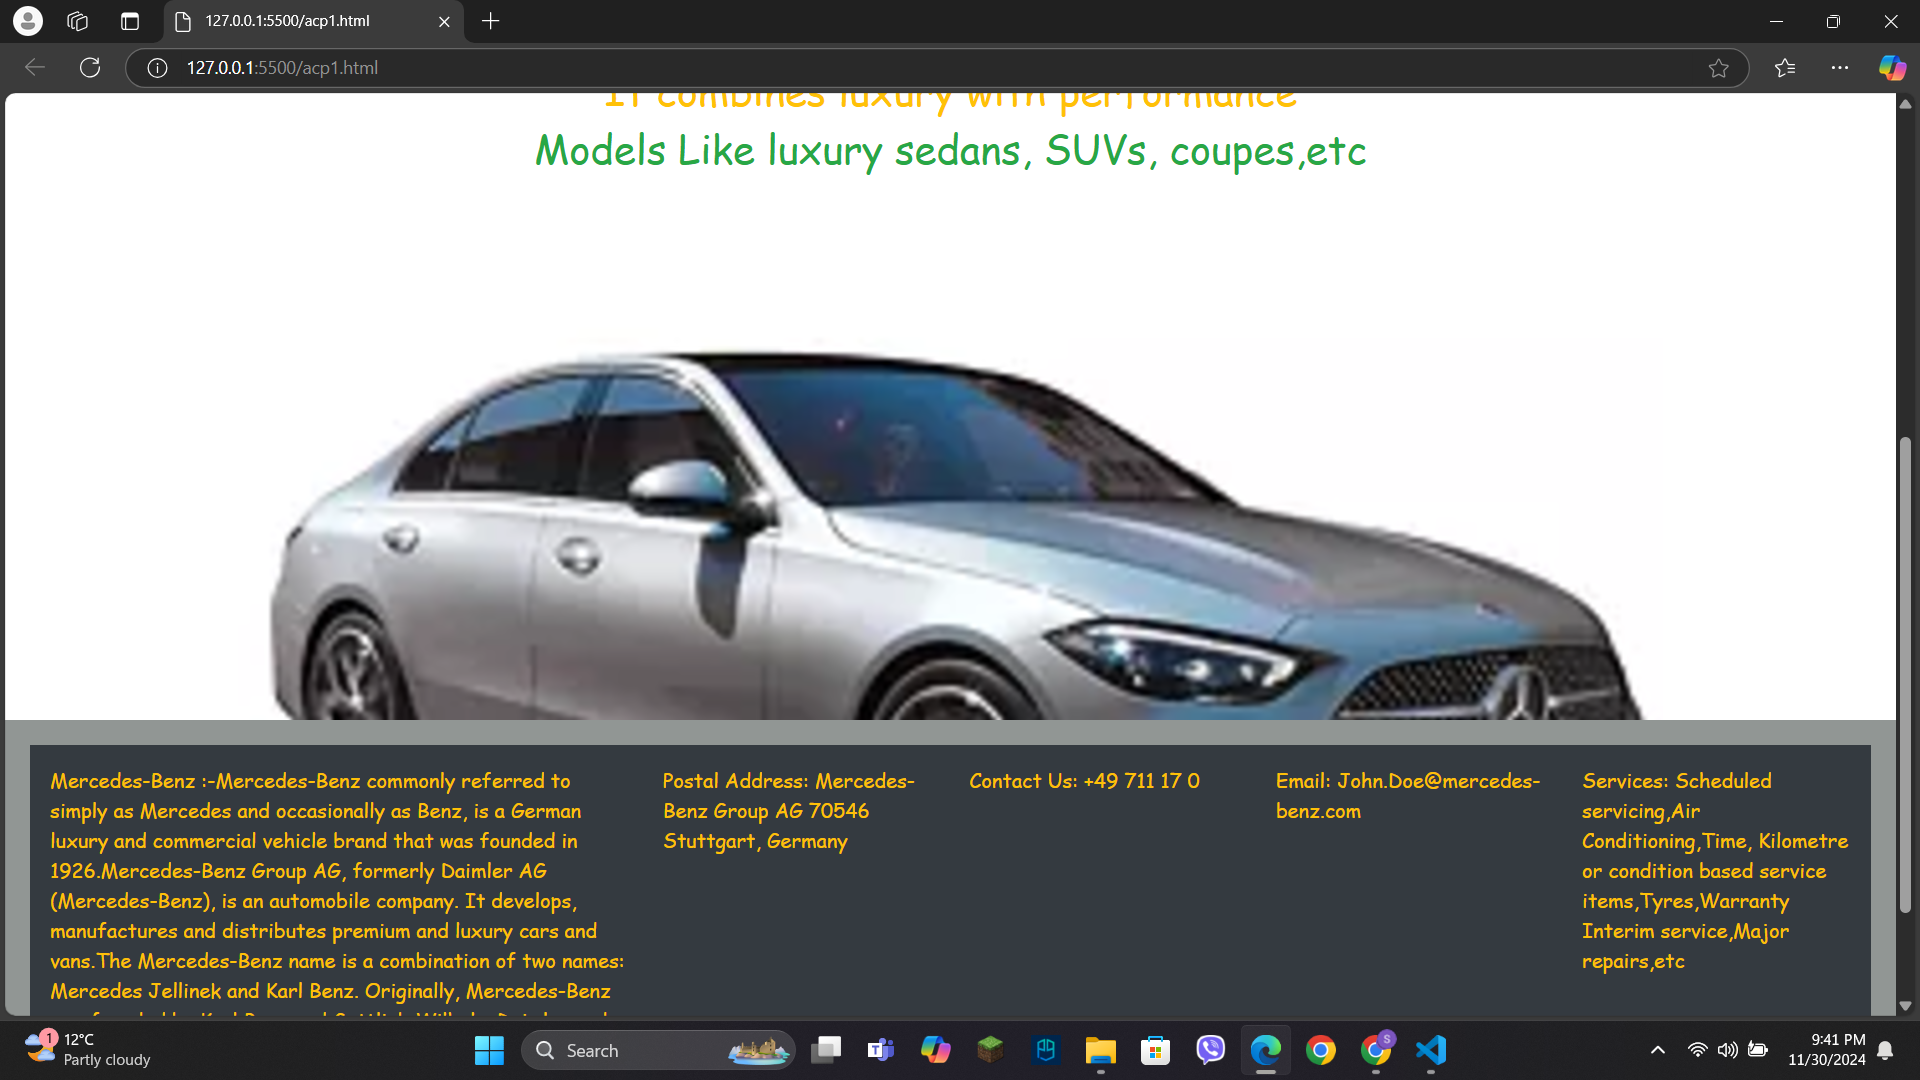 127.0.0.1:5500/acp1.html
127.0.0.1:5500/acp1.html
It combines luxury with performance
Models Like luxury sedans, SUVs, coupes,etc
Mercedes-Benz :-Mercedes-Benz commonly referred to
simply as Mercedes and occasionally as Benz, is a German
luxury and commercial vehicle brand that was founded in
1926.Mercedes-Benz Group AG, formerly Daimler AG
(Mercedes-Benz), is an automobile company. It develops,
manufactures and distributes premium and luxury cars and
vans.The Mercedes-Benz name is a combination of two names:
Mercedes Jellinek and Karl Benz. Originally, Mercedes-Benz
Postal Address: Mercedes-
Benz Group AG 70546
Stuttgart, Germany
Contact Us: +49 711 17 0
Email: John.Doe@mercedes-
benz.com
Services: Scheduled
servicing,Air
Conditioning,Time, Kilometre
or condition based service
items,Tyres,Warranty
Interim service,Major
repairs,etc
1
12°C
Partly cloudy
Search
S
9:41 PM
11/30/2024